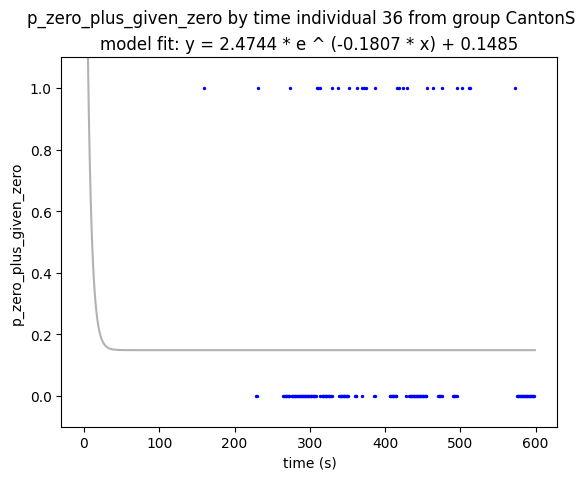 p_zero_plus_given_zero by time individual 36 from group CantonS
model fit: y = 2.4744 * e ^ (-0.1807 * x) + 0.1485
1.0
0.8
0.6
0.4
0.2
0.0
p_zero_plus_given_zero
0 100 200 300 400 500 600
time (s)